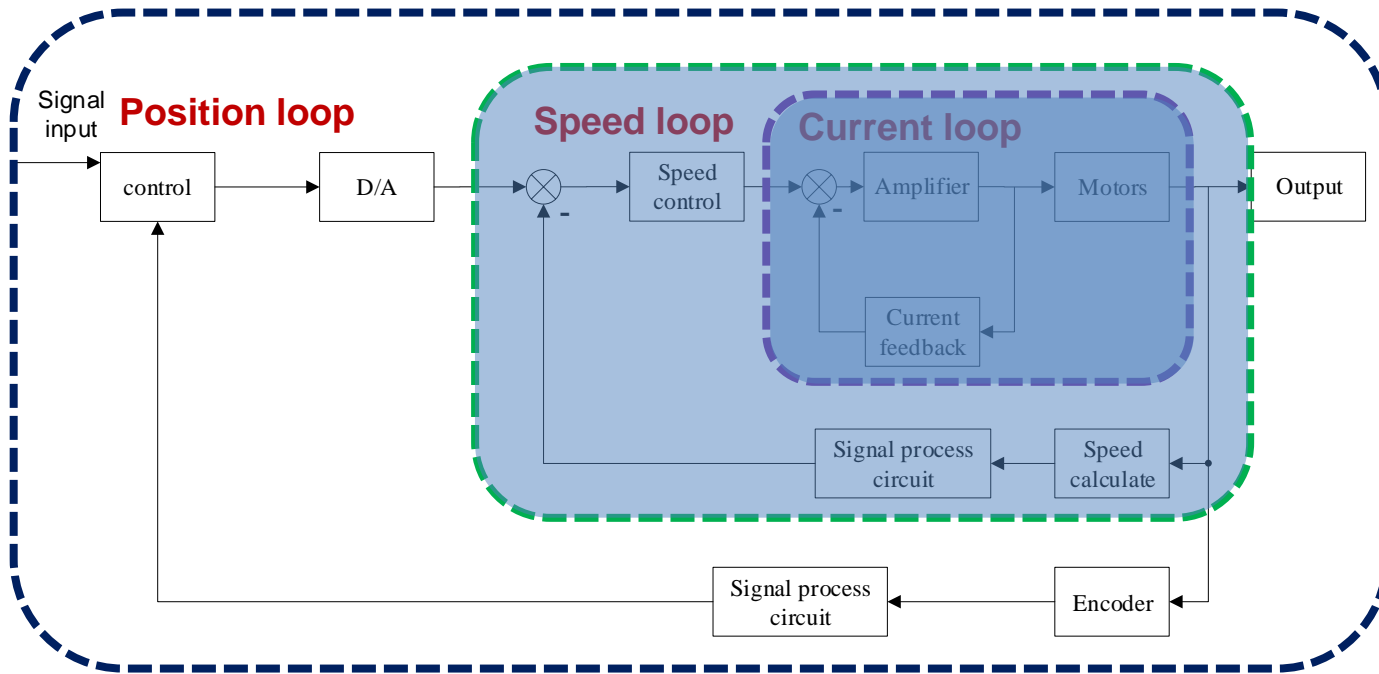 Signal
input
Position loop
Speed loop
Current loop
control
D/A
Speed
control
Amplifier
Motors
Output
-
-
Current
feedback
Signal process
circuit
Speed
calculate
Signal process
circuit
Encoder